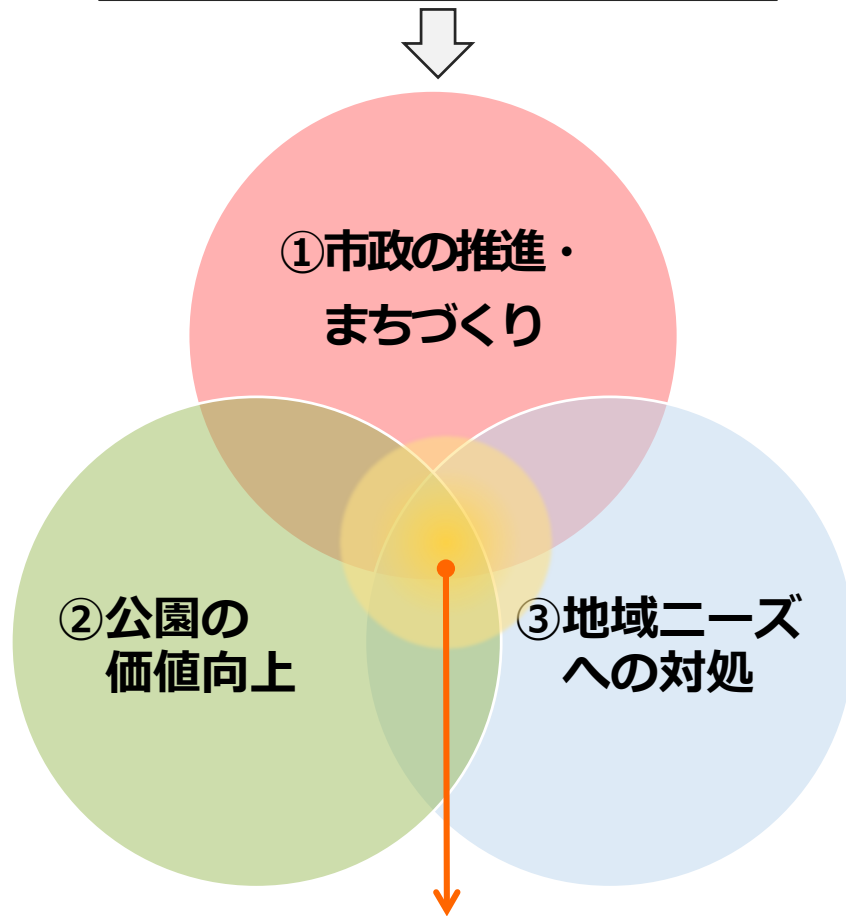 ①市政の推進・
まちづくり
②公園の
価値向上
③地域ニーズ
への対処